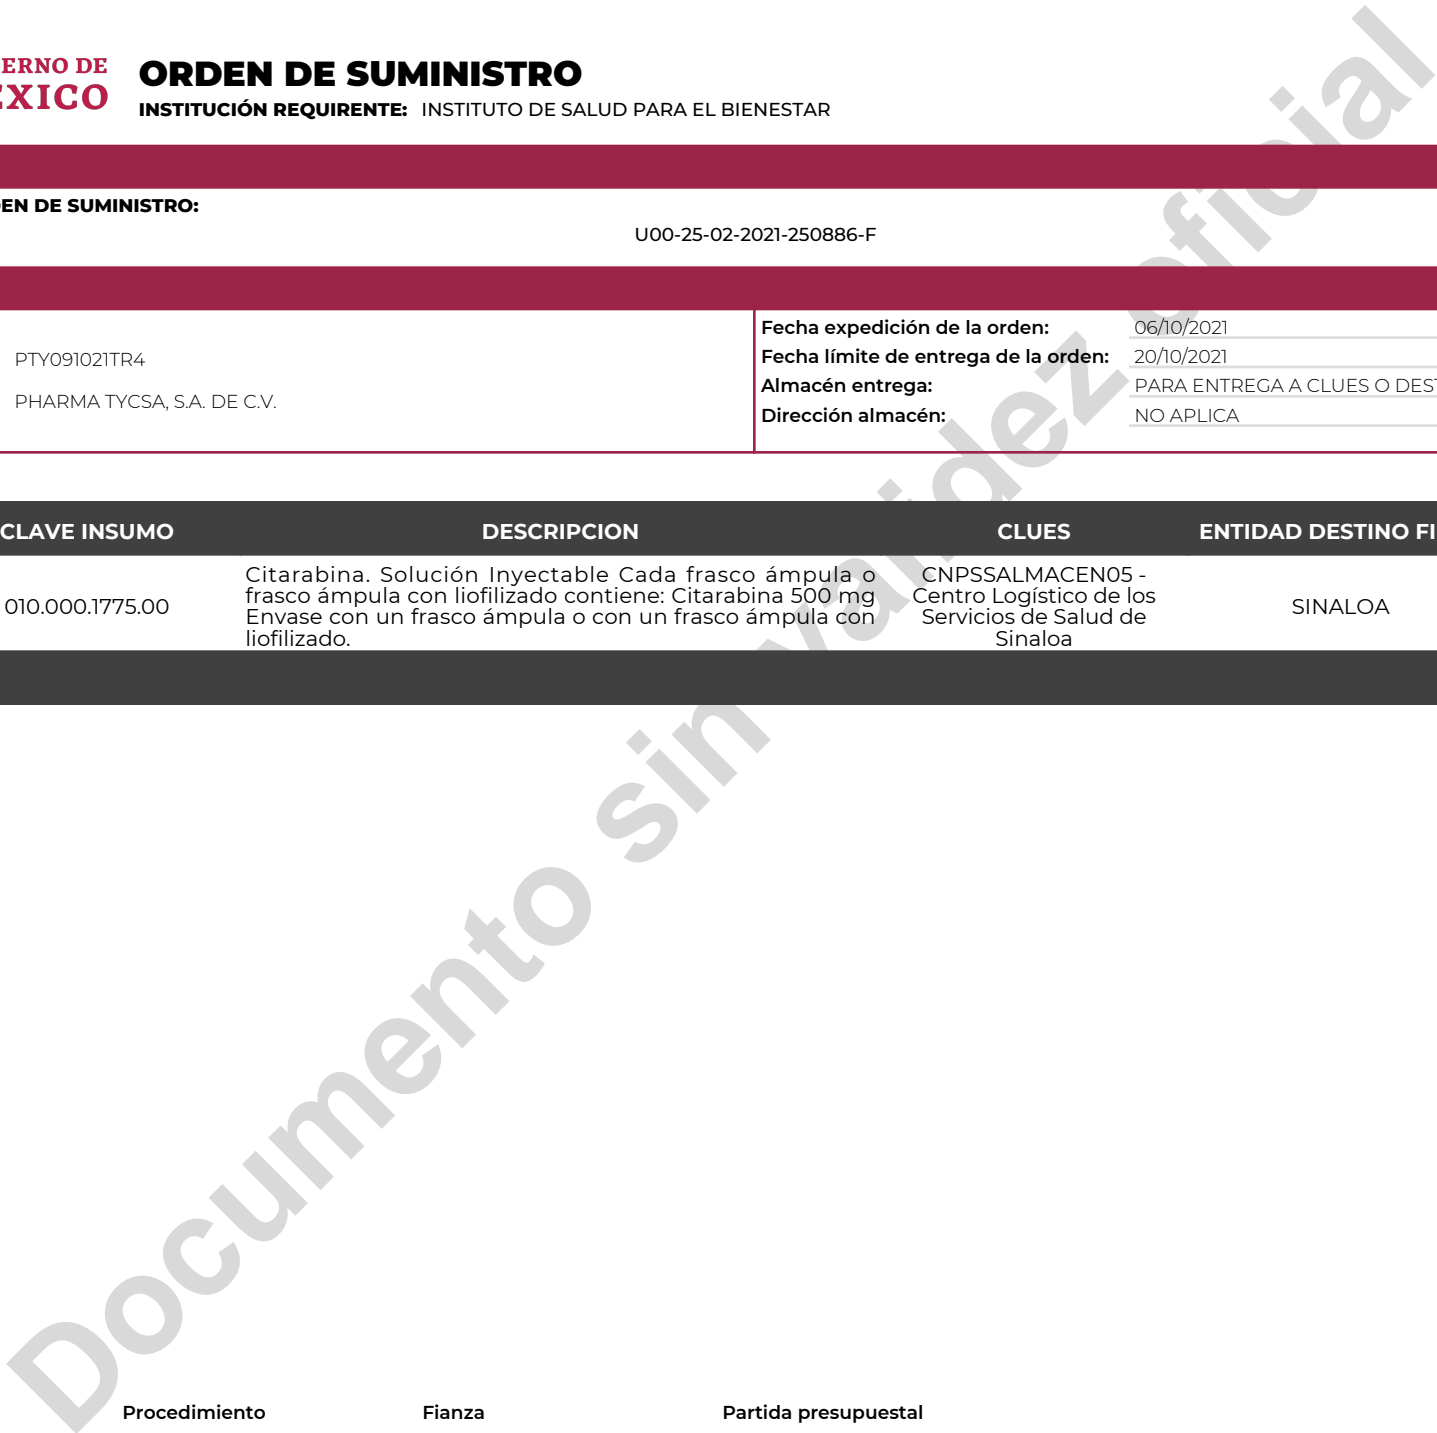 ERNO DE
EXICO
ORDEN DE SUMINISTRO
INSTITUCIÓN REQUIRENTE: INSTITUTO DE SALUD PARA EL BIENESTAR
EN DE SUMINISTRO:
U00-25-02-2021-250886-F
PTY091021TR4
PHARMA TYCSA, S.A. DE C.V.
Fecha expedición de la orden: 06/10/2021
Fecha límite de entrega de la orden: 20/10/2021
Almacén entrega: PARA ENTREGA A CLUES O DEST
Dirección almacén: NO APLICA
CLAVE INSUMO DESCRIPCION CLUES ENTIDAD DESTINO FI
010.000.1775.00
Citarabina. Solución Inyectable Cada frasco ámpula o
frasco ámpula con liofilizado contiene: Citarabina 500 mg
Envase con un frasco ámpula o con un frasco ámpula con
liofilizado.
CNPSSALMACEN05 -
Centro Logístico de los
Servicios de Salud de
Sinaloa
SINALOA
Documento sin validez oficial
Procedimiento Fianza Partida presupuestal